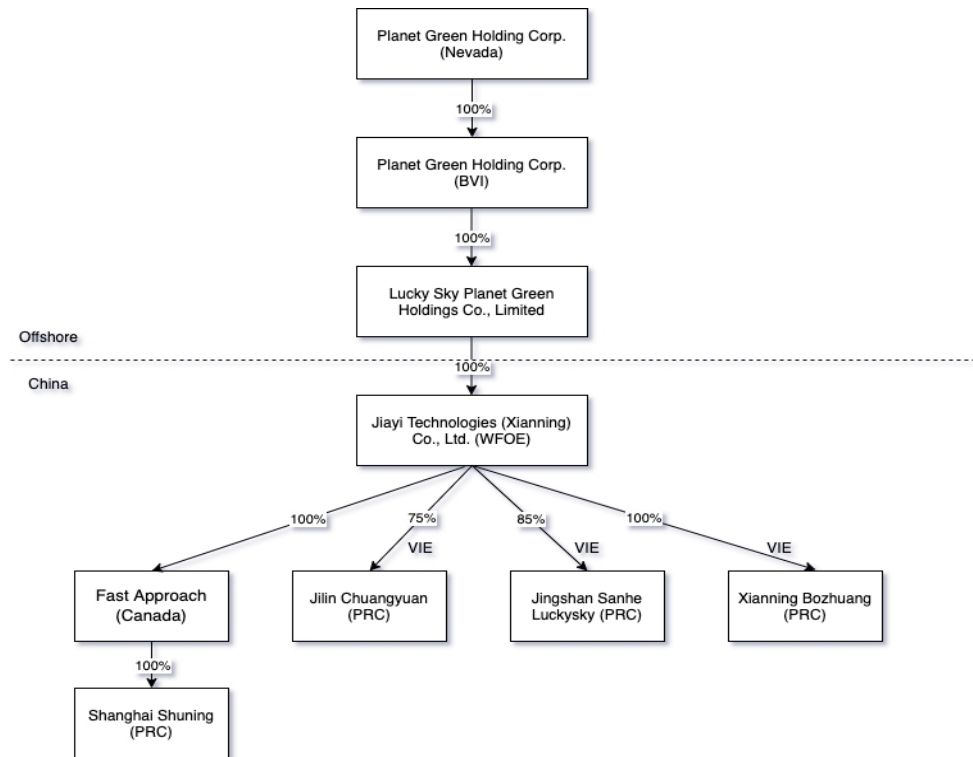 Planet Green Holding Corp.
(Nevada)
100%
Planet Green Holding Corp.
(BVI)
100%
Lucky Sky Planet Green
Holdings Co., Limited
Offshore
100%
China
Jiayi Technologies (Xianning)
Co., Ltd. (WFOE)
100%
75%
85%
100%
VIE
VIE
VIE
Fast Approach
(Canada)
Jilin Chuangyuan
(PRC)
Jingshan Sanhe
Luckysky (PRC)
Xianning Bozhuang
(PRC)
100%
Shanghai Shuning
(PRC)